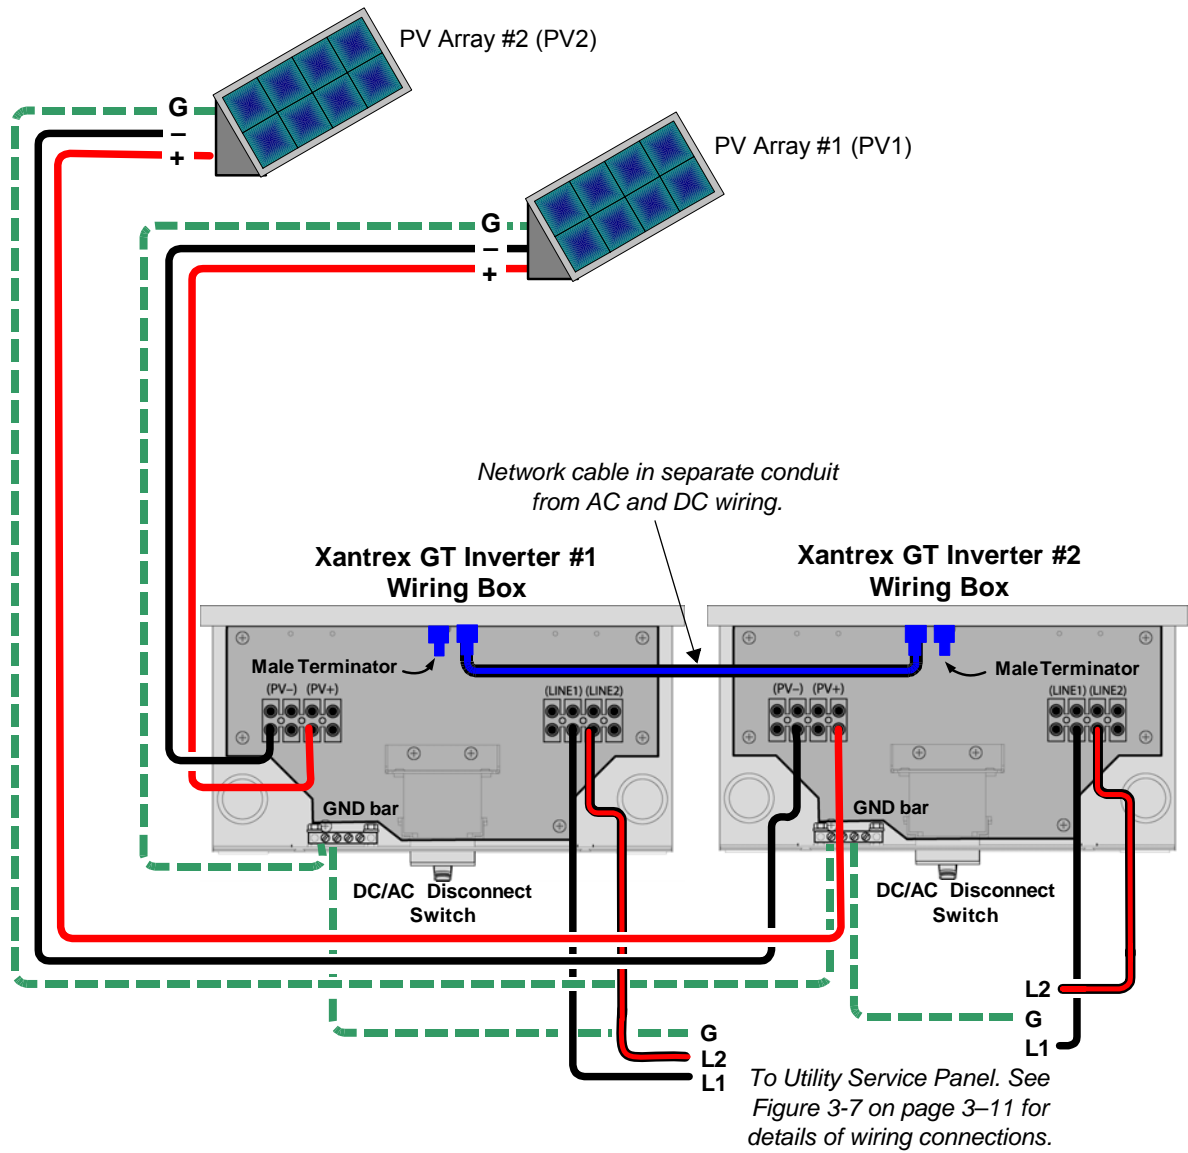 PV Array #2 (PV2)
G
–
+
PV Array #1 (PV1)
G
–
+
Network cable in separate conduit
from AC and DC wiring.
Xantrex GT Inverter #1
Wiring Box
Xantrex GT Inverter #2
Wiring Box
Male Terminator
(PV–) (PV+)
(LINE1) (LINE2)
GND bar
DC/AC Disconnect
Switch
Male Terminator
(PV–) (PV+)
(LINE1) (LINE2)
GND bar
DC/AC Disconnect
Switch
L2
G
L1
G
L2
L1
To Utility Service Panel. See
Figure 3-7 on page 3–11 for
details of wiring connections.